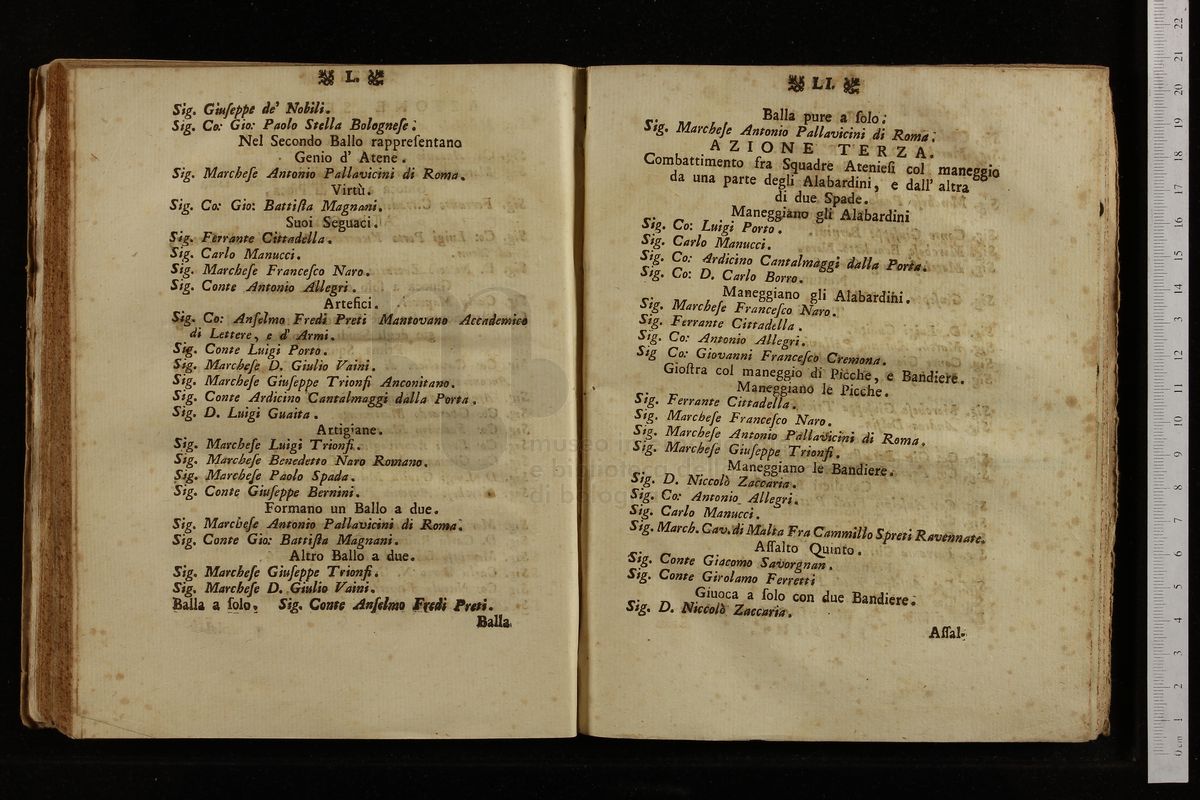 L.
Sig. Giuſeppe de' Nobili.
Sig. Co: Gio: Paolo Stella Bologneſe.
Nel Secondo Ballo rappreſentano
Genio d' Atene.
Sig. Marcheſe Antonio Pallavicini di Roma.
Virtù.
Sig. Co: Gio: Battiſta Magnani.
Suoi Seguaci.
Sig. Ferrante Cittadella.
Sig. Carlo Manucci.
Sig. Marcheſe Franceſco Naro.
Sig. Conte Antonio Allegri.
Artefici.
Sig. Co: Anſelmo Fredi Preti Mantovano Accademico
di Lettere, e d' Armi.
Sig. Conte Luigi Porto.
Sig. Marcheſe D. Giulio Vaini.
Sig. Marcheſe Giuſeppe Trionfi Anconitano.
Sig. Conte Ardicino Cantalmaggi dalla Porta.
Sig. D. Luigi Guaita.
Artigiane.
Sig. Marcheſe Luigi Trionfi.
Sig. Marcheſe Benedetto Naro Romano.
Sig. Marcheſe Paolo Spada.
Sig. Conte Giuſeppe Bernini.
Formano un Ballo a due.
Sig. Marcheſe Antonio Pallavicini di Roma.
Sig. Conte Gio: Battiſta Magnani.
Altro Ballo a due.
Sig. Marcheſe Giuſeppe Trionfi.
Sig. Marcheſe D. Giulio Vaini.
Balla a ſolo. Sig. Conte Anſelmo Fredi Preti.
Balla
LI.
Balla pure a ſolo.
Sig. Marcheſe Antonio Pallavicini di Roma.
AZIONE TERZA.
Combattimento fra Squadre Atenieſi col maneggio
da una parte degli Alabardini, e dall' altra
di due Spade.
Maneggiano gli Alabardini
Sig. Co: Luigi Porto.
Sig. Carlo Manucci.
Sig. Co: Ardicino Cantalmaggi dalla Porta.
Sig. Co: D. Carlo Borro.
Maneggiano gli Alabardini.
Sig. Marcheſe Franceſco Naro.
Sig. Ferrante Cittadella.
Sig. Co: Antonio Allegri.
Sig Co: Giovanni Franceſco Cremona.
Gioſtra col maneggio di Picche, e Bandiere.
Maneggiano le Picche.
Sig. Ferrante Cittadella.
Sig. Marcheſe Franceſco Naro.
Sig. Marcheſe Antonio Pallavicini di Roma.
Sig. Marcheſe Giuſeppe Trionfi.
Maneggiano le Bandiere.
Sig. D. Niccolò Zaccaria.
Sig. Co: Antonio Allegri.
Sig. Carlo Manucci.
Sig. March. Cav. di Malta Fra Cammillo Spreti Ravennate.
Aſſalto Quinto.
Sig. Conte Giacomo Savorgnan.
Sig. Conte Girolamo Ferretti
Giuoca a ſolo con due Bandiere.
Sig. D. Niccolò Zaccaria.
Aſſal-